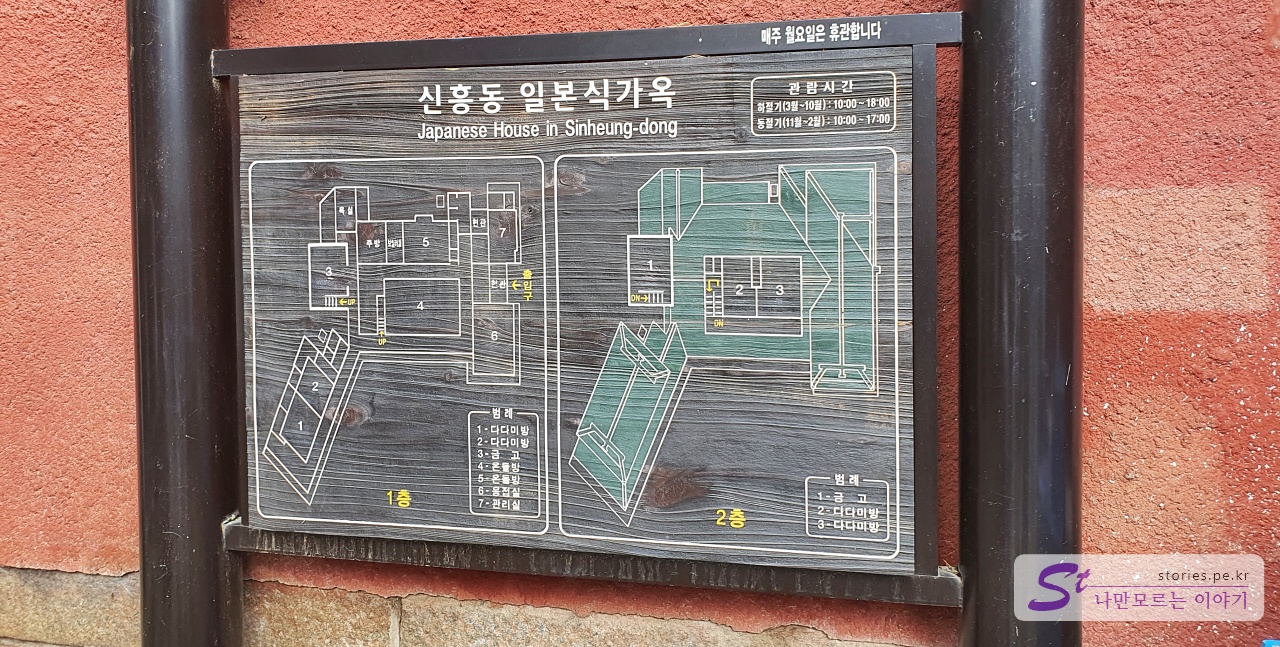 매주 월요일은 휴관합니다
신흥동 일본식가옥
Japanese House in Sinheung-dong
관 람 시 간
하절기(3월~10월) : 10:00 ~ 18:00
동절기(11월~2월) : 10:00 ~ 17:00
욕실
주방
5
현관
7
3
UP
4
현관
출입구
UP
6
2
1
범 례
1-다다미방
2-다다미방
3-금 고
4-온돌방
5-온돌방
6-응접실
7-관리실
1층
1
DN
2
3
DN
범 례
1-금 고
2-다다미방
3-다다미방
2층
St
stories.pe.kr
나만모르는 이야기